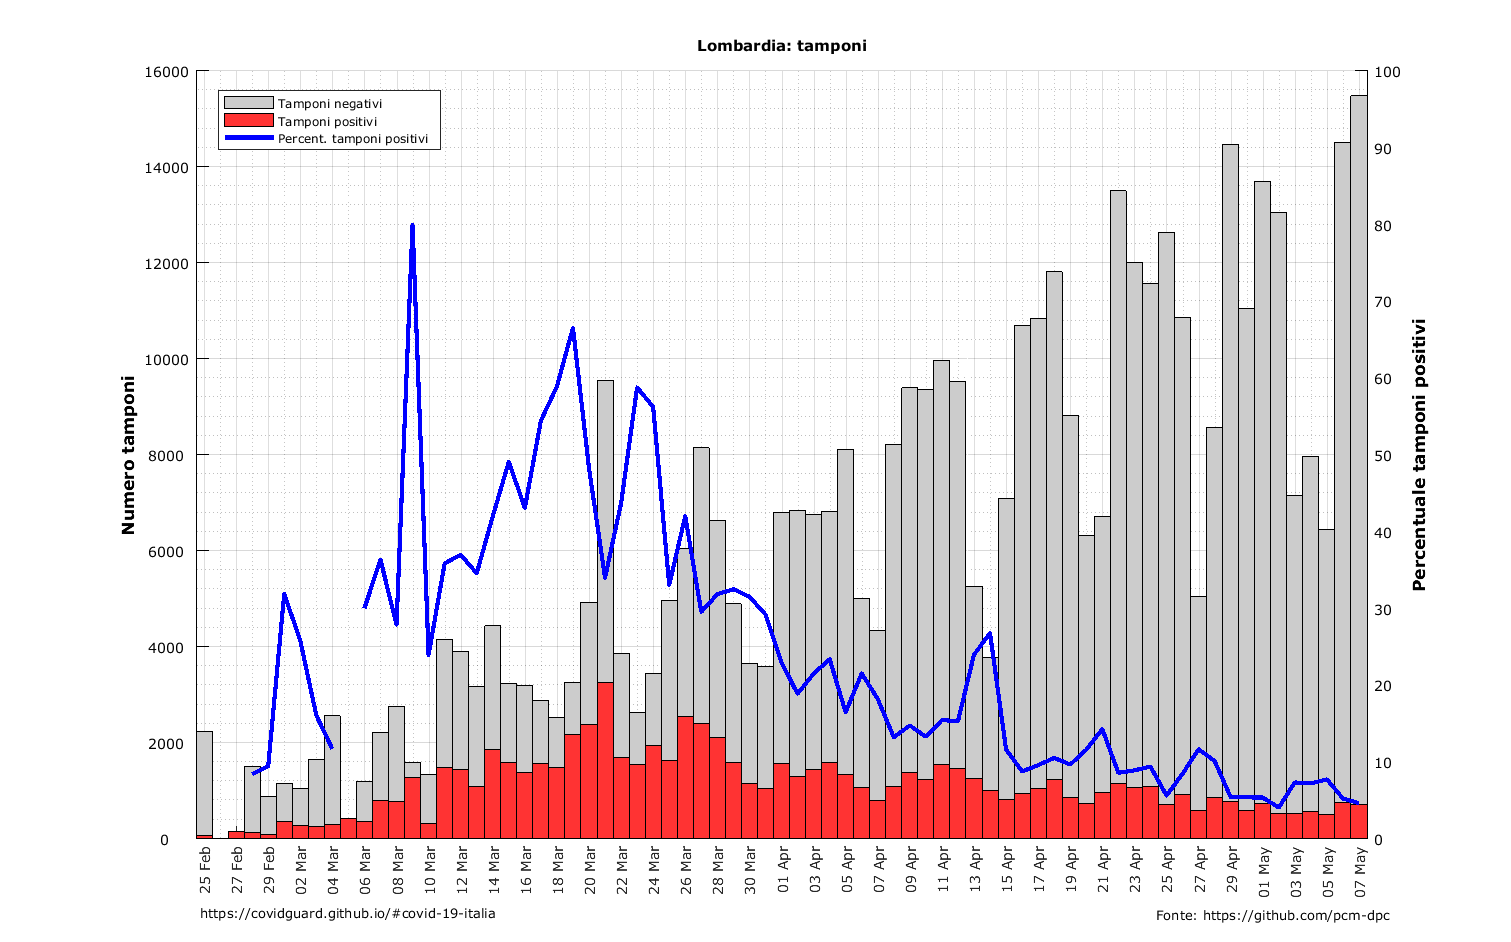 Lombardia: tamponi
16000
14000
12000
10000
8000
6000
4000
2000
0
Numero tamponi
Tamponi negativi
Tamponi positivi
Percent. tamponi positivi
100
90
80
70
60
50
40
30
20
10
0
Percentuale tamponi positivi
25 Feb
27 Feb
29 Feb
02 Mar
04 Mar
06 Mar
08 Mar
10 Mar
12 Mar
14 Mar
16 Mar
18 Mar
20 Mar
22 Mar
24 Mar
26 Mar
28 Mar
30 Mar
01 Apr
03 Apr
05 Apr
07 Apr
09 Apr
11 Apr
13 Apr
15 Apr
17 Apr
19 Apr
21 Apr
23 Apr
25 Apr
27 Apr
29 Apr
01 May
03 May
05 May
07 May
https://covidguard.github.io/#covid-19-italia
Fonte: https://github.com/pcm-dpc